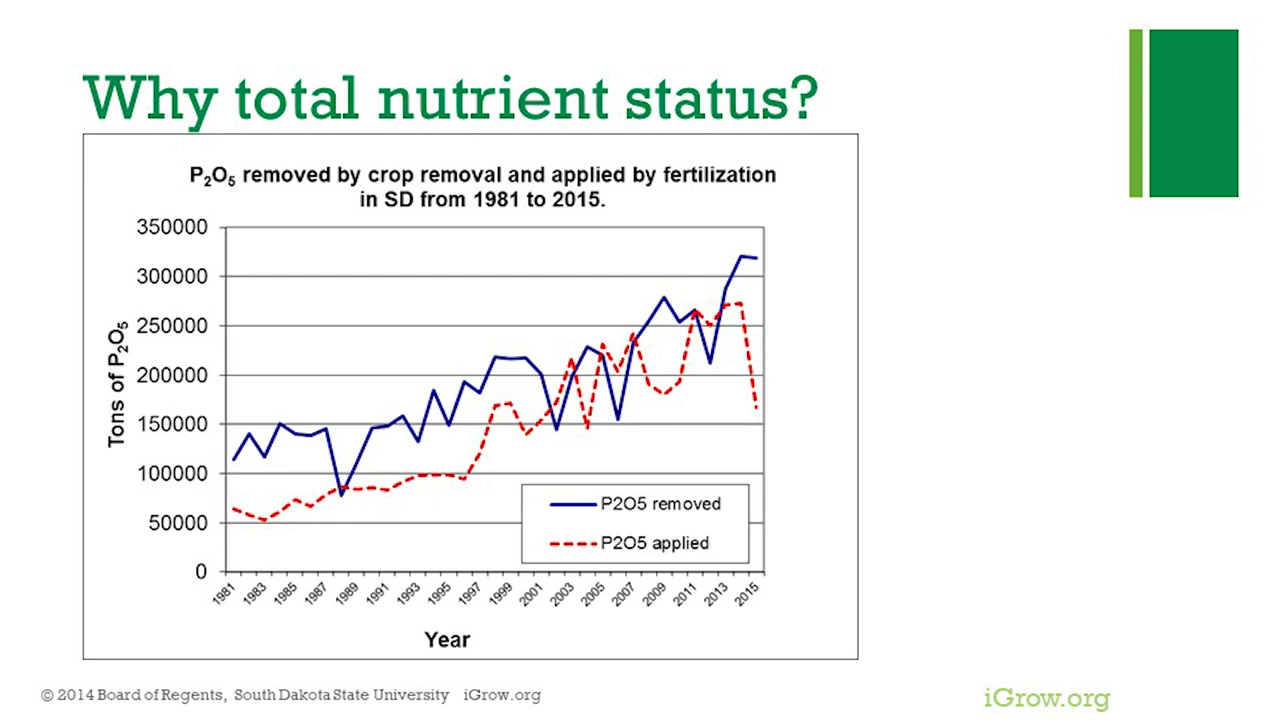 Why total nutrient status?
P₂O₅ removed by crop removal and applied by fertilization
in SD from 1981 to 2015.
350000
300000
250000
200000
150000
100000
50000
0
Tons of P₂O₅
P2O5 removed
P2O5 applied
1981 1983 1985 1987 1989 1991 1993 1995 1997 1999 2001 2003 2005 2007 2009 2011 2013 2015
Year
© 2014 Board of Regents, South Dakota State University iGrow.org
iGrow.org